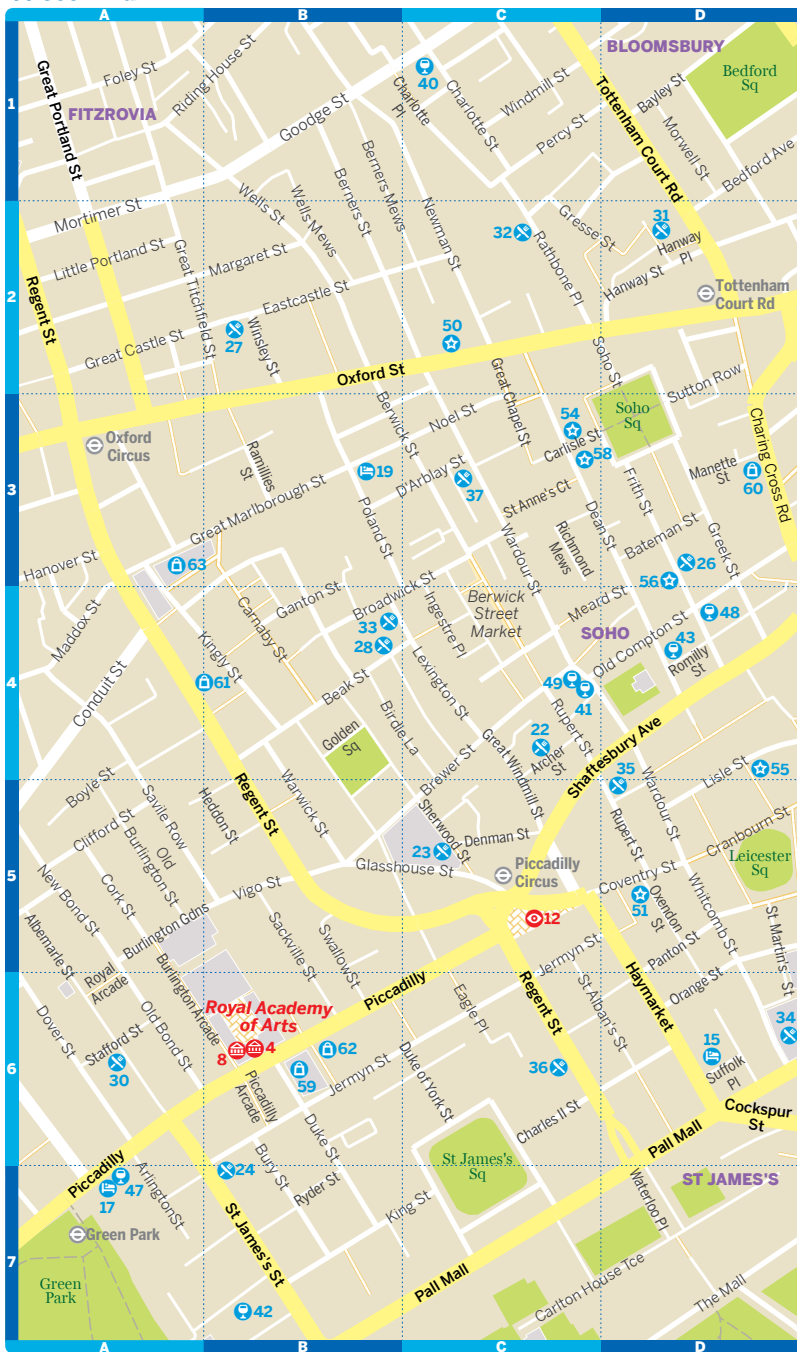 A B C D
BLOOMSBURY
Bedford
Sq
Great Portland St
Foley St
Riding House St
FITZROVIA
Goodge St
Charlotte
Pl
40
Charlotte St
Windmill St
Percy St
Tottenham Court Rd
Bayley St
Morwell St
Bedford Ave
1
Mortimer St
Wells St
Wells Mews
Berners St
Berners Mews
Newman St
32
Rathbone Pl
Gresse St
31
Hanway
Pl
Hanway St
Tottenham
Court Rd
Little Portland St
Great Titchfield St
Margaret St
Eastcastle St
2
Regent St
Great Castle St
27
Winsley St
50
Oxford St
Great Chapel St
Soho St
Soho
Sq
Sutton Row
Charing Cross Rd
Oxford
Circus
Ramillies
St
Berwick St
Noel St
54
Carlisle St
58
19
D'Arblay St
37
St Anne's Ct
Manette
St
60
3
Great Marlborough St
Poland St
Wardour St
Richmond
Mews
Dean St
Frith St
Bateman St
Greek St
26
56
Hanover St
63
Ganton St
Broadwick St
Berwick
Street
Market
Meard St
48
Maddox St
Carnaby St
33
28
Ingestre Pl
SOHO
Old Compton St
43
Romilly
St
Kingly St
61
Conduit St
Beak St
Lexington St
49
41
4
Golden
Sq
Birdie La
22
Archer
St
Rupert St
Shaftesbury Ave
35
Lisle St
55
Brewer St
Great Windmill St
Wardour St
Boyle St
Savile Row
Heddon St
Regent St
Warwick St
Sherwood St
Denman St
Rupert St
Cranbourn St
Clifford St
Old
Burlington St
23
Glasshouse St
Piccadilly
Circus
Leicester
Sq
5
New Bond St
Cork St
Vigo St
Coventry St
51
Oxendon
St
Whitcomb St
Albemarle St
Burlington Gdns
Sackville St
Swallow St
12
Panton St
St Martin's St
Royal
Arcade
Burlington Arcade
Piccadilly
Jermyn St
Haymarket
Orange St
Dover St
Stafford St
Old Bond St
Royal Academy
of Arts
8
4
62
Eagle Pl
Regent St
St Alban's St
34
30
6
Piccadilly
Arcade
59
Jermyn St
Duke of York St
36
15
Suffolk
Pl
Duke St
Charles II St
Cockspur
St
Pall Mall
Piccadilly
24
Bury St
Ryder St
St James's
Sq
ST JAMES'S
47
17
Arlington St
King St
Waterloo Pl
Green Park
St James's St
7
Green
Park
Pall Mall
Carlton House Tce
The Mall
42
A B C D